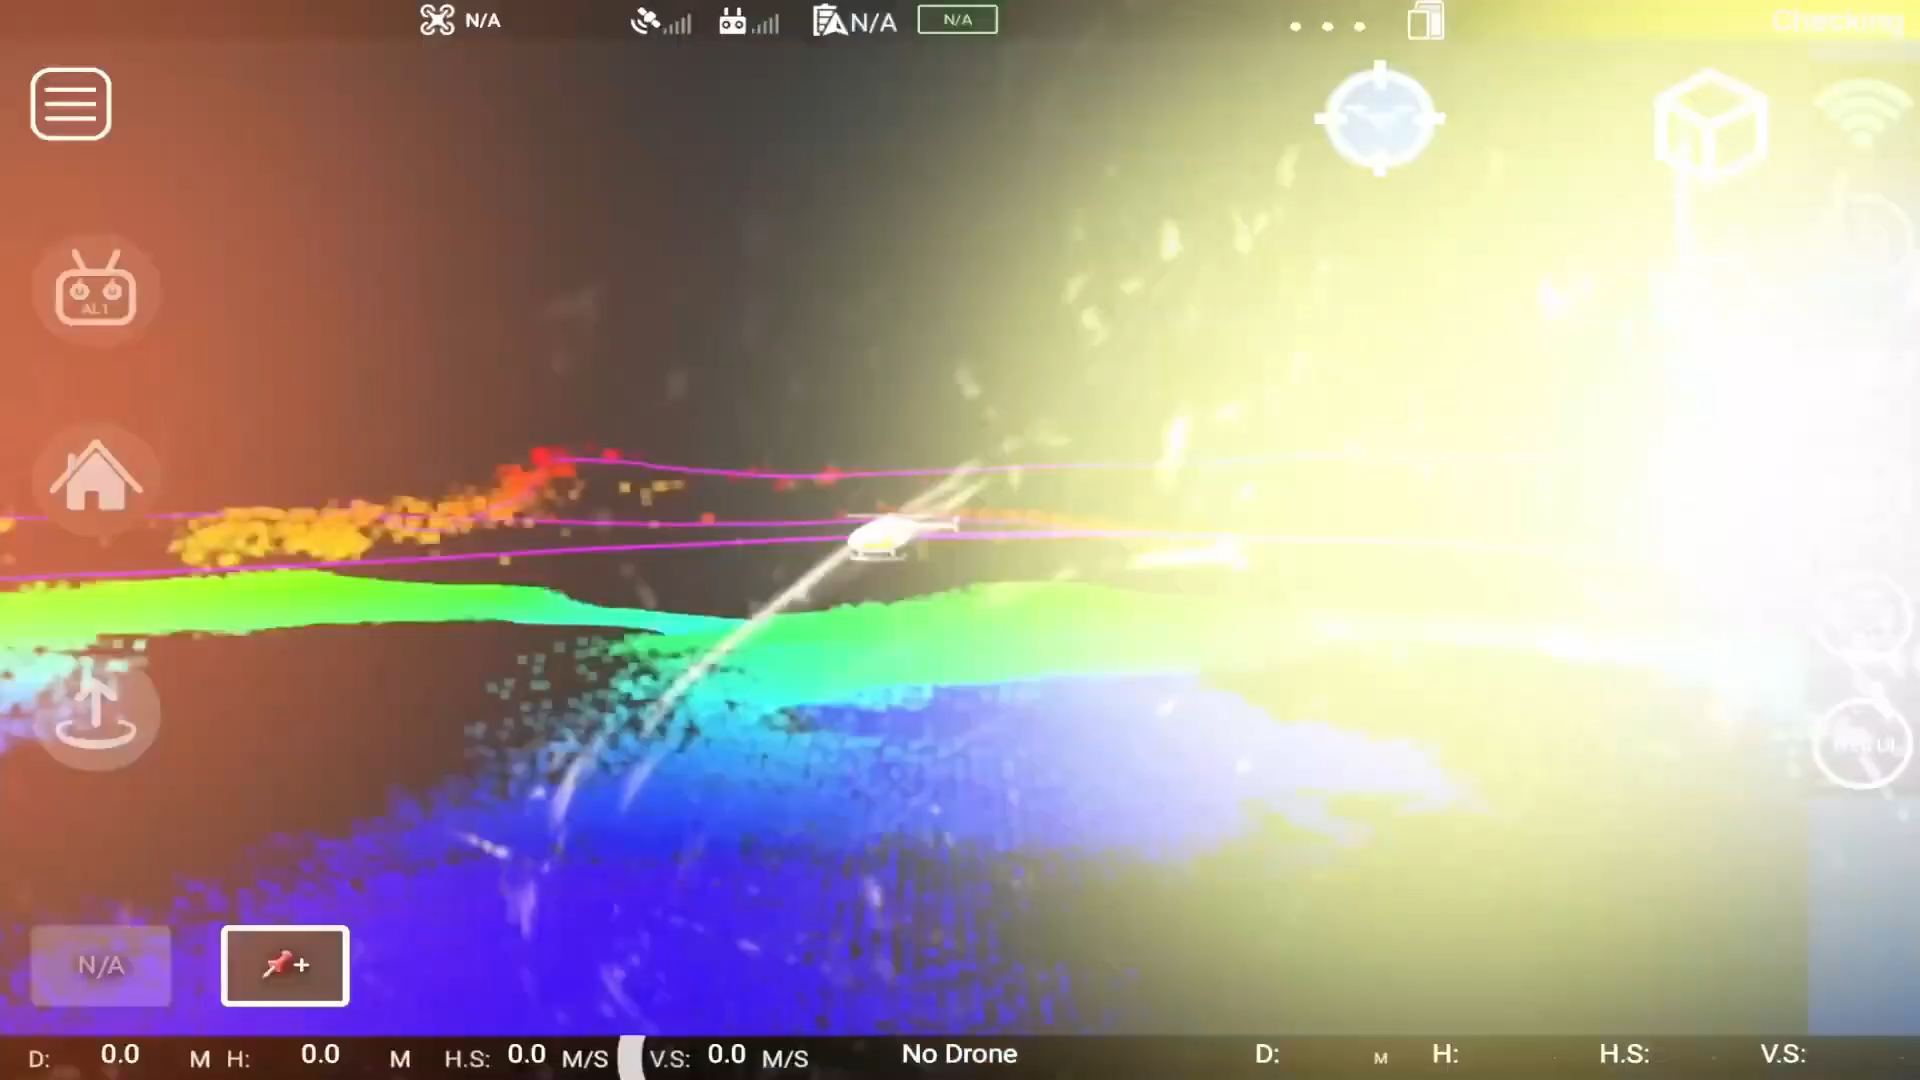 N/A
N/A
N/A
Checking
AL1
N/A
+
D: 0.0 M H: 0.0 M H.S: 0.0 M/S V.S: 0.0 M/S No Drone D: M H: H.S: V.S: